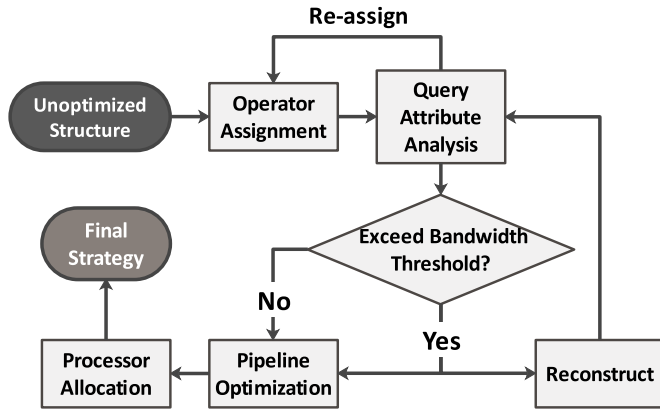 Re-assign
Unoptimized
Structure
Operator
Assignment
Query
Attribute
Analysis
Final
Strategy
Exceed Bandwidth
Threshold?
No
Yes
Processor
Allocation
Pipeline
Optimization
Reconstruct